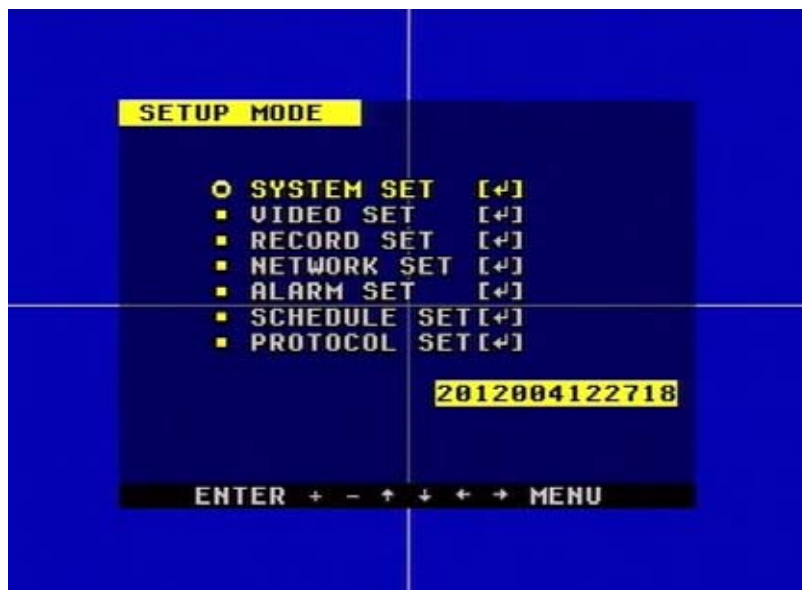 SETUP MODE
SYSTEM SET [↵]
VIDEO SET [↵]
RECORD SET [↵]
NETWORK SET [↵]
ALARM SET [↵]
SCHEDULE SET[↵]
PROTOCOL SET[↵]
2012004122718
ENTER + - ↑ ↓ ← → MENU